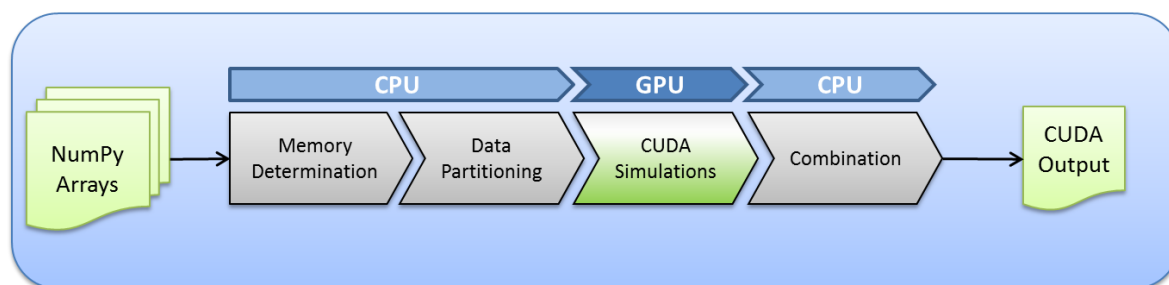 CPU
GPU
CPU
NumPy
Arrays
Memory
Determination
Data
Partitioning
CUDA
Simulations
Combination
CUDA
Output